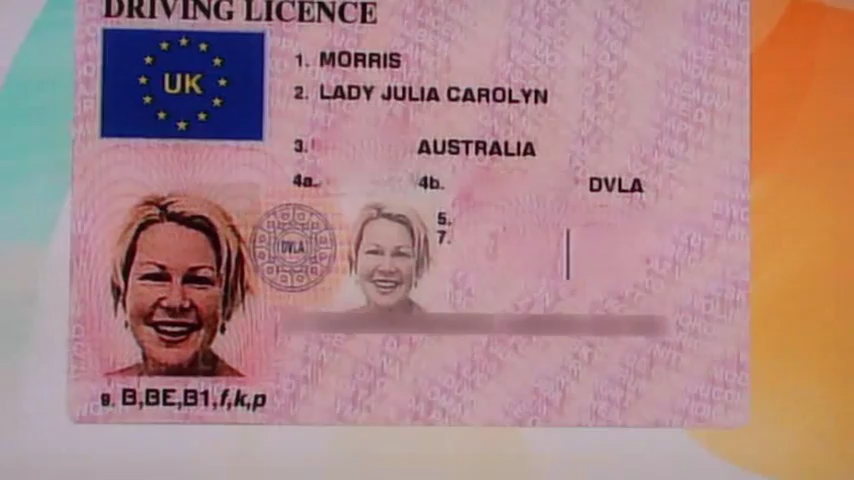 DRIVING LICENCE
UK
1. MORRIS
2. LADY JULIA CAROLYN
3. AUSTRALIA
4a. 4b. DVLA
5.
7.
DVLA
9. B,BE,B1,f,k,p